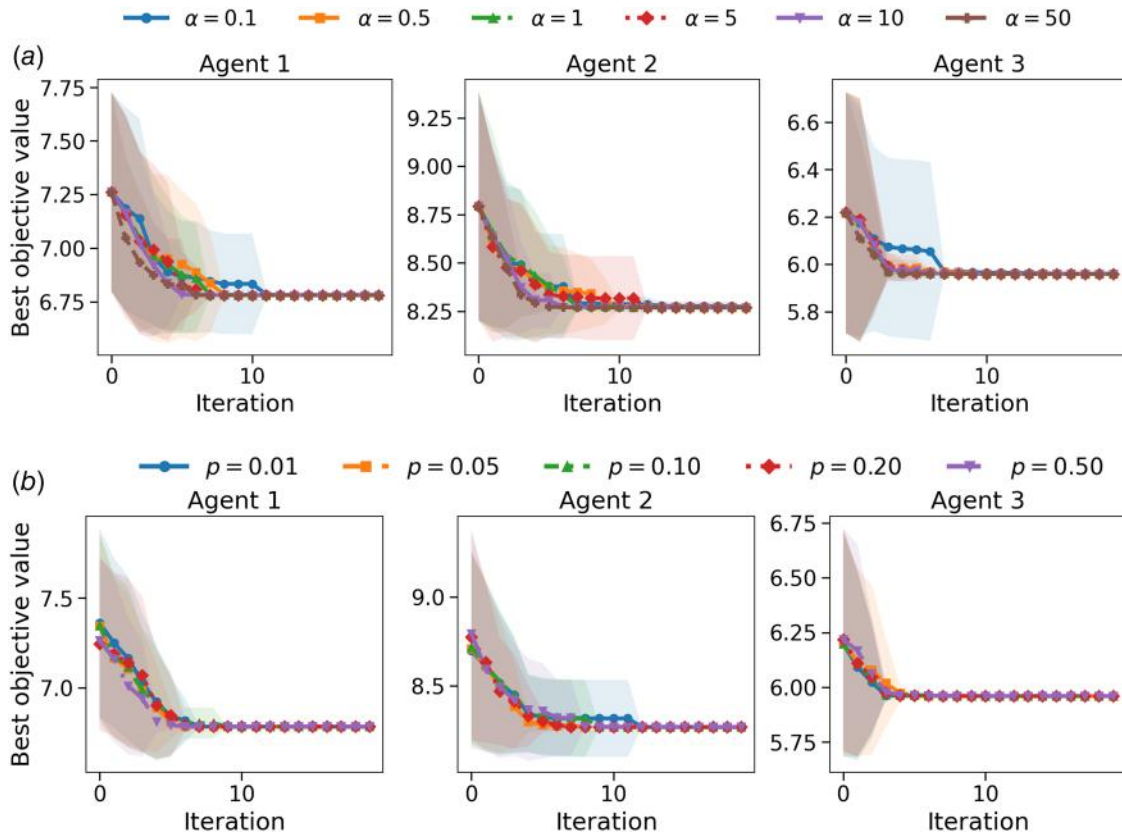 α = 0.1 α = 0.5 α = 1 α = 5 α = 10 α = 50
(a)
Agent 1 Agent 2 Agent 3
Best objective value
7.75
7.50
7.25
7.00
6.75
9.25
9.00
8.75
8.50
8.25
6.6
6.4
6.2
6.0
5.8
0 10 0 10 0 10
Iteration Iteration Iteration
p = 0.01 p = 0.05 p = 0.10 p = 0.20 p = 0.50
(b)
Agent 1 Agent 2 Agent 3
Best objective value
7.5
7.0
9.0
8.5
6.75
6.50
6.25
6.00
5.75
0 10 0 10 0 10
Iteration Iteration Iteration